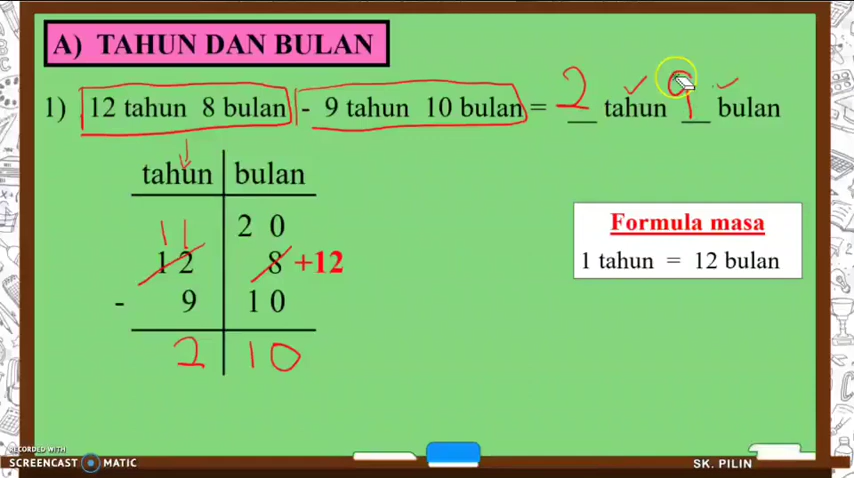 A) TAHUN DAN BULAN
1) 12 tahun 8 bulan - 9 tahun 10 bulan = 2 tahun 9 bulan
tahun bulan
11 20
12 8 +12
- 9 10
2 10
Formula masa
1 tahun = 12 bulan
RECORDED WITH
SCREENCAST MATIC
SK. PILIN